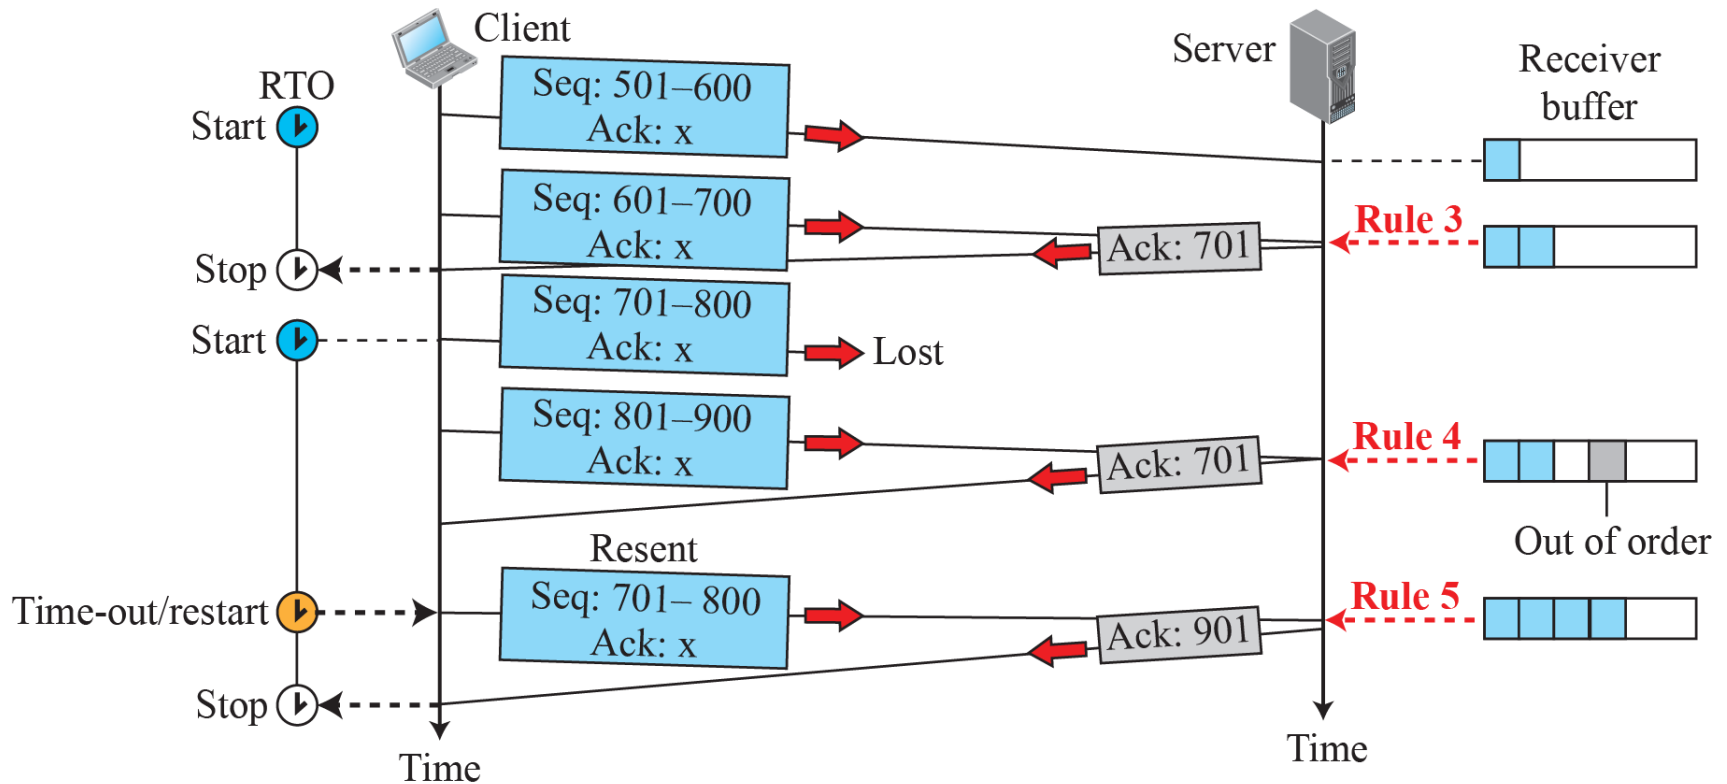 Client
Server
Receiver
buffer
RTO
Start
Seq: 501–600
Ack: x
Seq: 601–700
Ack: x
Rule 3
Ack: 701
Stop
Seq: 701–800
Ack: x
Start
Lost
Seq: 801–900
Ack: x
Rule 4
Ack: 701
Out of order
Resent
Time-out/restart
Seq: 701– 800
Ack: x
Rule 5
Ack: 901
Stop
Time
Time